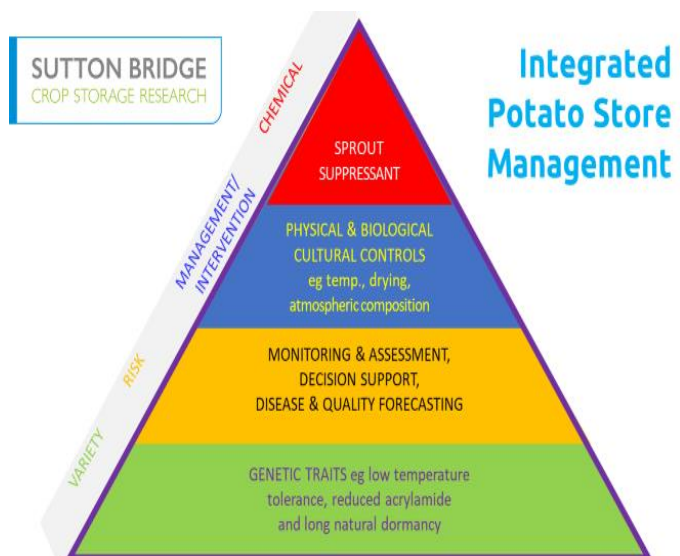 SUTTON BRIDGE
CROP STORAGE RESEARCH
Integrated
Potato Store
Management
CHEMICAL
SPROUT
SUPPRESSANT
MANAGEMENT/
INTERVENTION
PHYSICAL & BIOLOGICAL
CULTURAL CONTROLS
eg temp., drying,
atmospheric composition
RISK
MONITORING & ASSESSMENT,
DECISION SUPPORT,
DISEASE & QUALITY FORECASTING
VARIETY
GENETIC TRAITS eg low temperature
tolerance, reduced acrylamide
and long natural dormancy